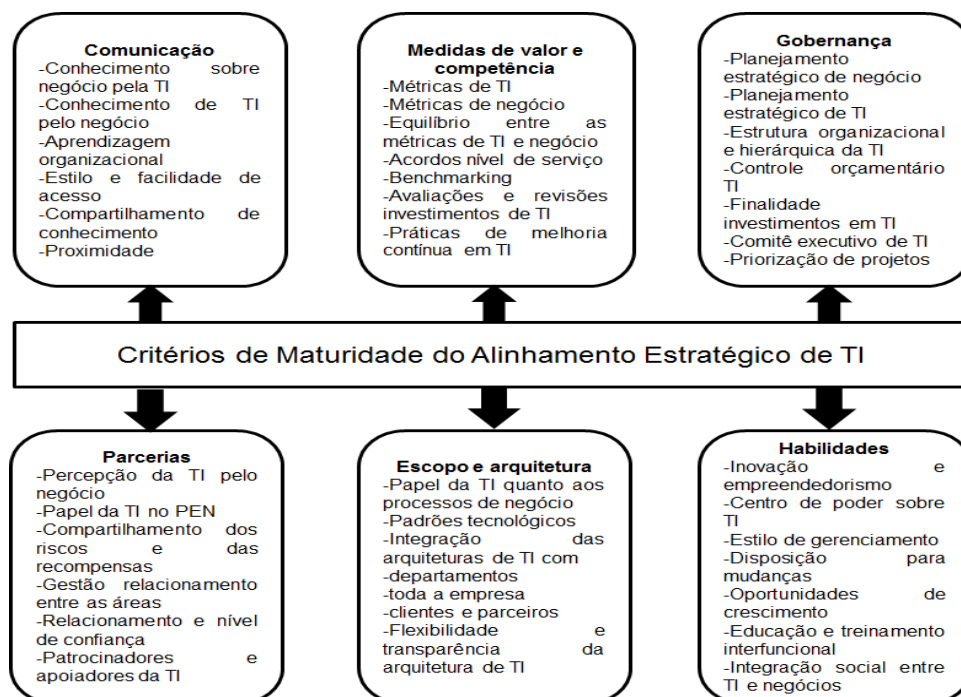 Comunicação
-Conhecimento sobre
negócio pela TI
-Conhecimento de TI
pelo negócio
-Aprendizagem
organizacional
-Estilo e facilidade de
acesso
-Compartilhamento de
conhecimento
-Proximidade
Medidas de valor e
competência
-Métricas de TI
-Métricas de negócio
-Equilíbrio entre as
métricas de TI e negócio
-Acordos nível de serviço
-Benchmarking
-Avaliações e revisões
investimentos de TI
-Práticas de melhoria
contínua em TI
Gobernança
-Planejamento
estratégico de negócio
-Planejamento
estratégico de TI
-Estrutura organizacional
e hierárquica da TI
-Controle orçamentário
TI
-Finalidade
investimentos em TI
-Comitê executivo de TI
-Priorização de projetos
Critérios de Maturidade do Alinhamento Estratégico de TI
Parcerias
-Percepção da TI pelo
negócio
-Papel da TI no PEN
-Compartilhamento dos
riscos e das
recompensas
-Gestão relacionamento
entre as áreas
-Relacionamento e nível
de confiança
-Patrocinadores e
apoiadores da TI
Escopo e arquitetura
-Papel da TI quanto aos
processos de negócio
-Padrões tecnológicos
-Integração das
arquiteturas de TI com
-departamentos
-toda a empresa
-clientes e parceiros
-Flexibilidade e
transparência da
arquitetura de TI
Habilidades
-Inovação e
empreendedorismo
-Centro de poder sobre
TI
-Estilo de gerenciamento
-Disposição para
mudanças
-Oportunidades de
crescimento
-Educação e treinamento
interfuncional
-Integração social entre
TI e negócios